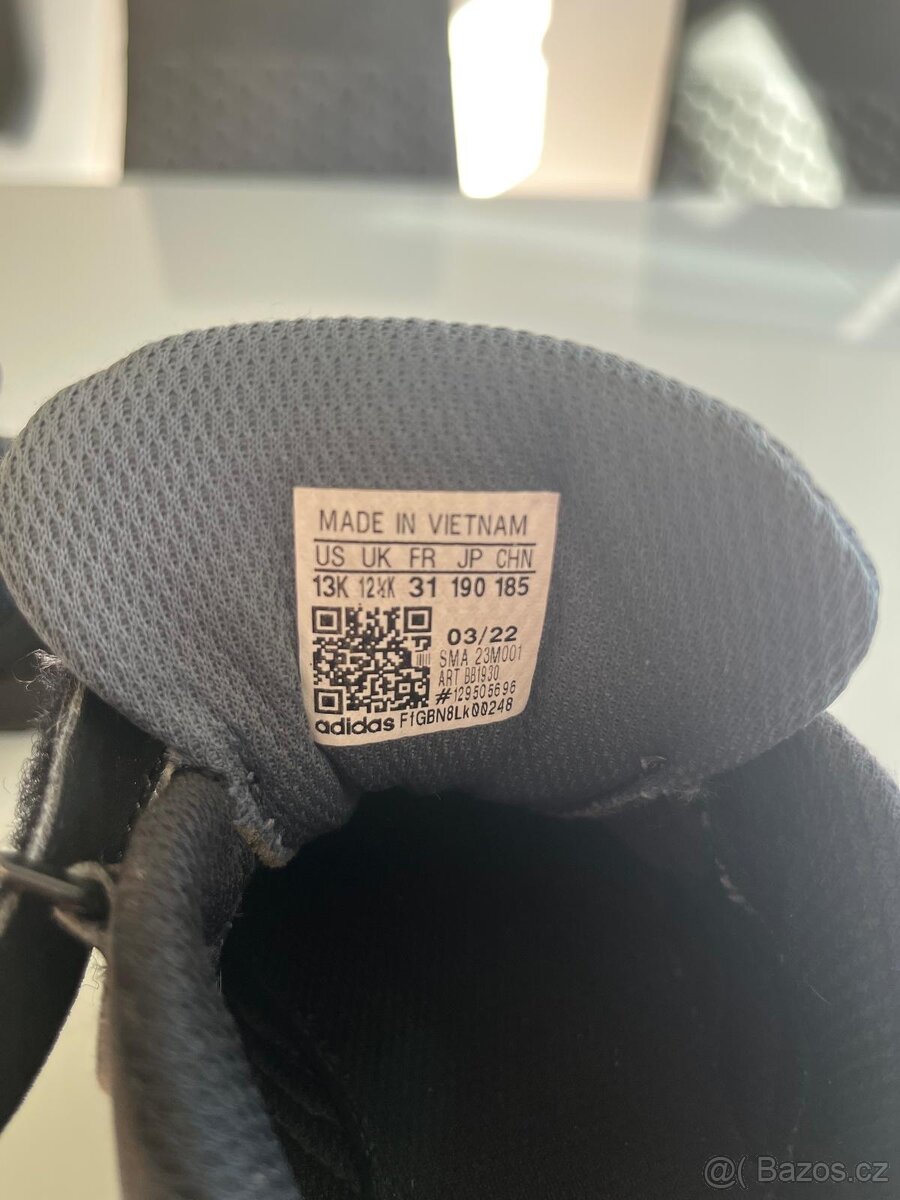 MADE IN VIETNAM
US UK FR JP CHN
13K 12½K 31 190 185
03/22
SMA 23M001
ART BB1930
#129505696
adidas F1GBN8Lk00248
@( Bazos.cz